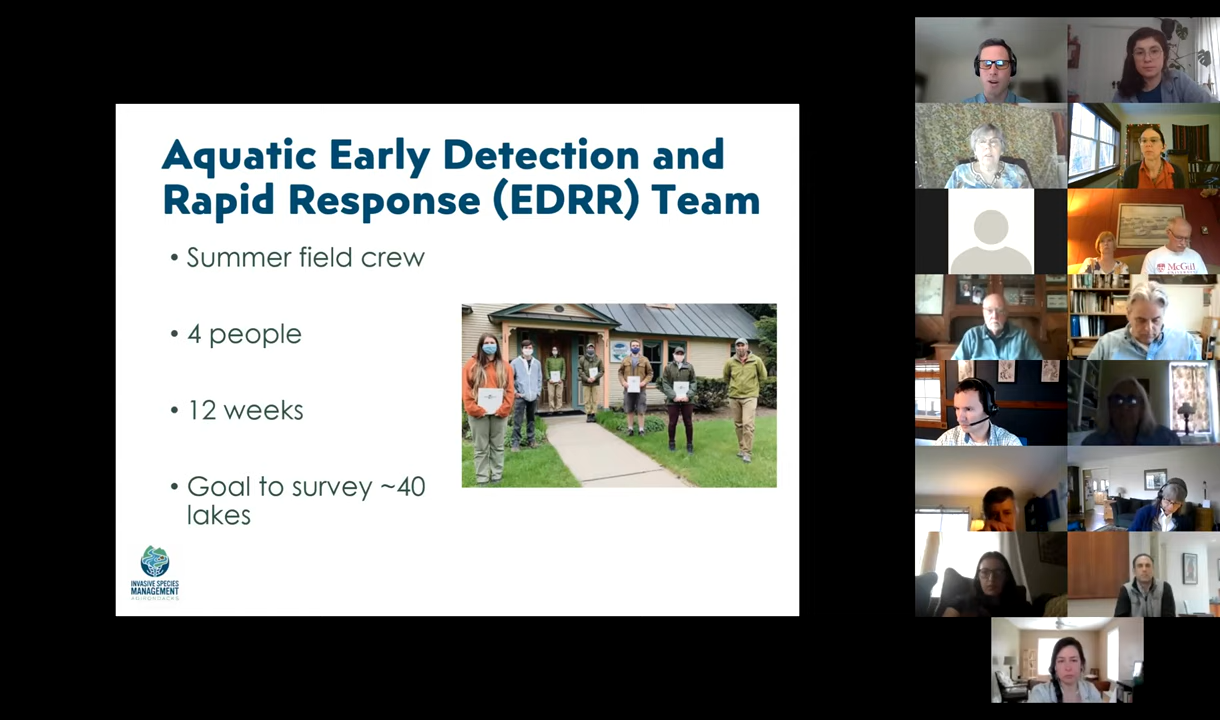 Aquatic Early Detection and
Rapid Response (EDRR) Team
• Summer field crew
• 4 people
• 12 weeks
• Goal to survey ~40
lakes
INVASIVE SPECIES
MANAGEMENT
ADIRONDACKS
McGill